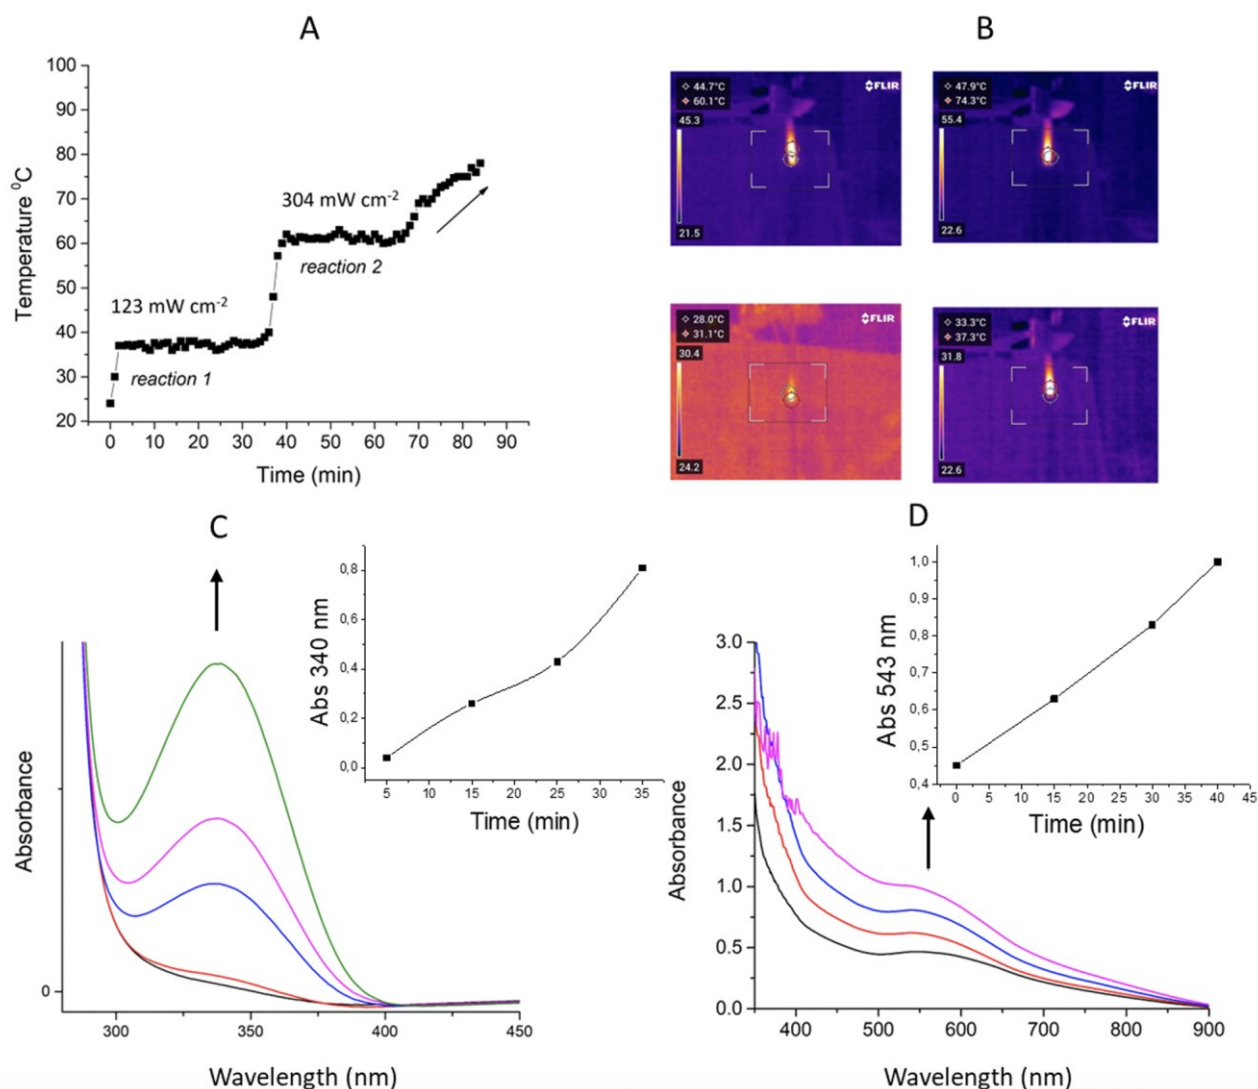 A
100
90
80
70
60
50
40
30
20
Temperature ⁰C
304 mW cm-2
reaction 2
123 mW cm-2
reaction 1
0 10 20 30 40 50 60 70 80 90
Time (min)
B
44.7°C
60.1°C
FLIR
45.3
21.5
47.9°C
74.3°C
FLIR
55.4
22.6
28.0°C
31.1°C
FLIR
30.4
24.2
33.3°C
37.3°C
FLIR
31.8
22.6
C
Absorbance
0
300 350 400 450
Wavelength (nm)
Abs 340 nm
0,8
0,6
0,4
0,2
0,0
5 10 15 20 25 30 35
Time (min)
D
Absorbance
3.0
2.5
2.0
1.5
1.0
0.5
0.0
400 500 600 700 800 900
Wavelength (nm)
Abs 543 nm
1,0
0,9
0,8
0,7
0,6
0,5
0,4
0 5 10 15 20 25 30 35 40 45
Time (min)